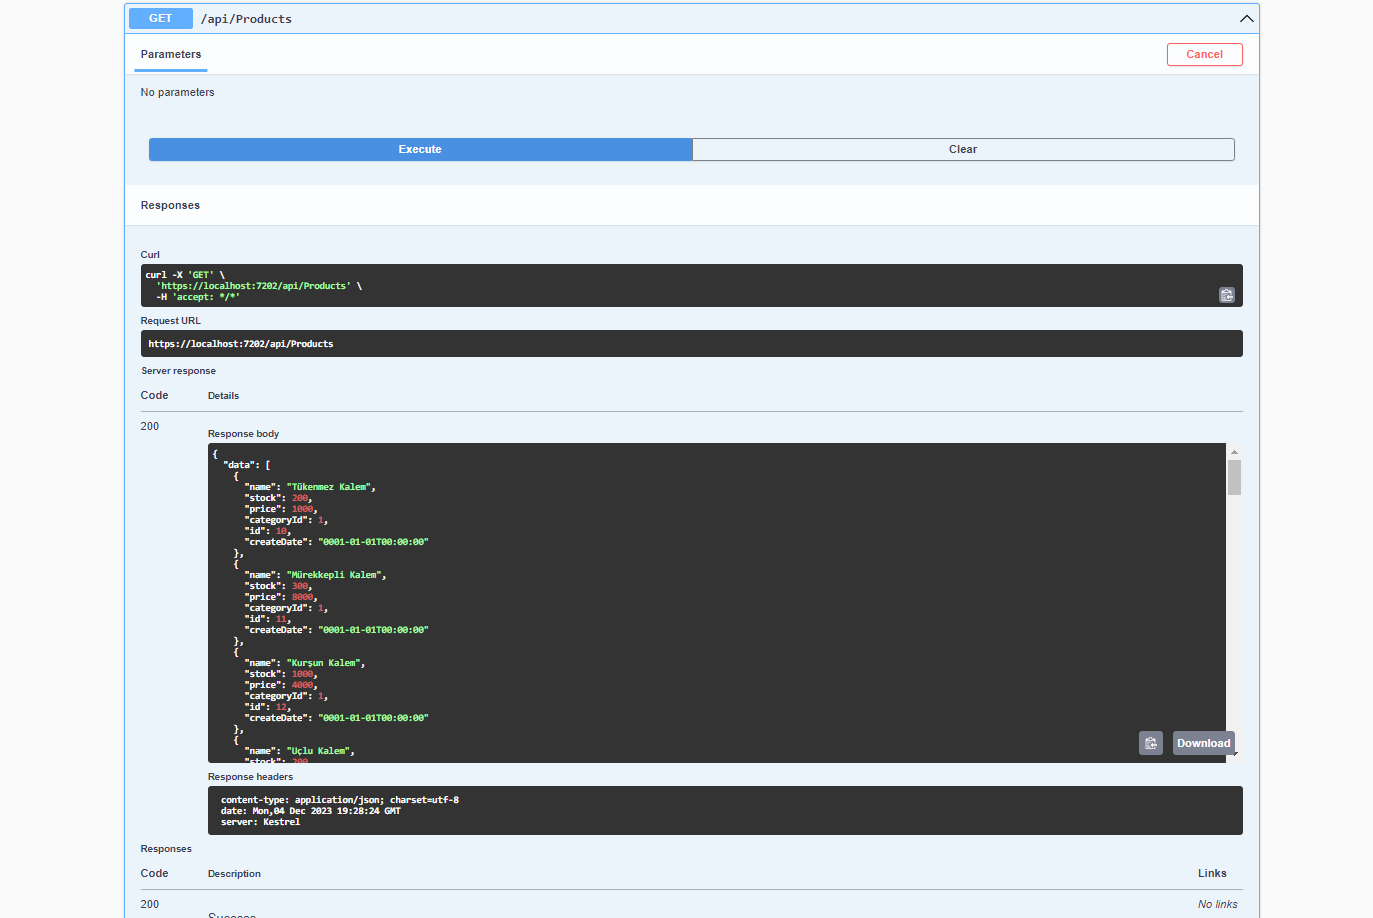 GET /api/Products
Parameters
Cancel
No parameters
Execute
Clear
Responses
Curl
curl -X 'GET' \
'https://localhost:7202/api/Products' \
-H 'accept: */*'
Request URL
https://localhost:7202/api/Products
Server response
Code Details
200
Response body
{
"data": [
{
"name": "Tükenmez Kalem",
"stock": 200,
"price": 1000,
"categoryId": 1,
"id": 10,
"createDate": "0001-01-01T00:00:00"
},
{
"name": "Mürekkepli Kalem",
"stock": 300,
"price": 8000,
"categoryId": 1,
"id": 11,
"createDate": "0001-01-01T00:00:00"
},
{
"name": "Kurşun Kalem",
"stock": 1000,
"price": 4000,
"categoryId": 1,
"id": 12,
"createDate": "0001-01-01T00:00:00"
},
{
"name": "Uçlu Kalem",
"stock": 200
Download
Response headers
content-type: application/json; charset=utf-8
date: Mon,04 Dec 2023 19:28:24 GMT
server: Kestrel
Responses
Code Description Links
200 No links
Success